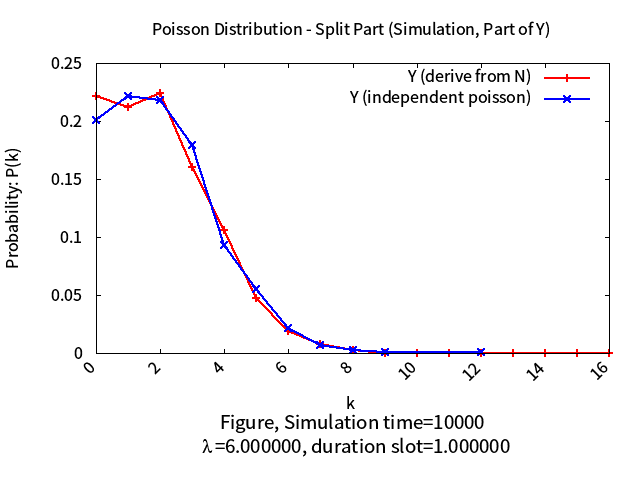 Poisson Distribution - Split Part (Simulation, Part of Y)
0.25
0.2
0.15
0.1
0.05
0
Probability: P(k)
Y (derive from N)
Y (independent poisson)
0 2 4 6 8 10 12 14 16
k
Figure, Simulation time=10000
λ=6.000000, duration slot=1.000000